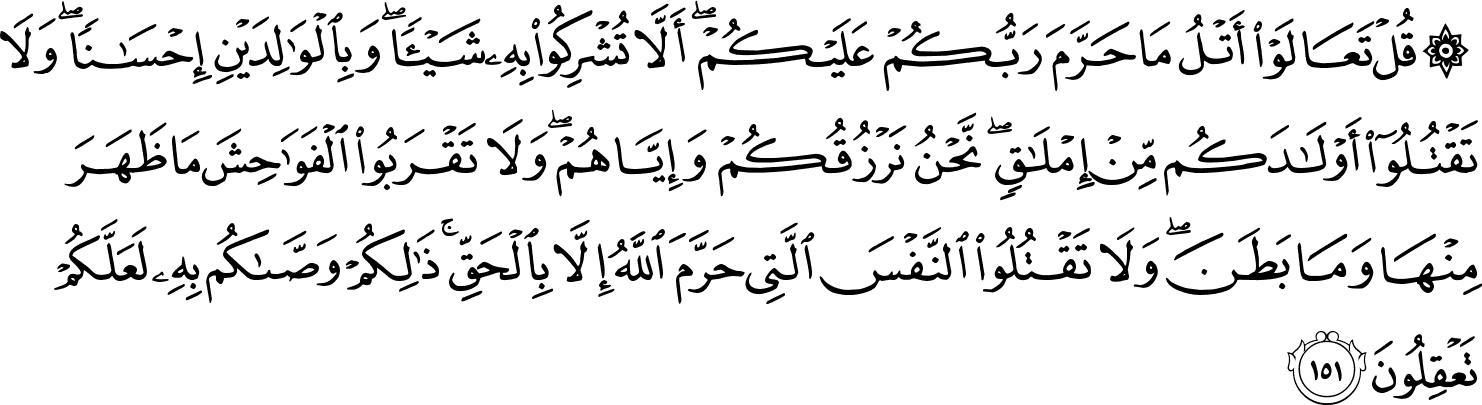 ۞ قُلْ تَعَالَوْا۟ أَتْلُ مَا حَرَّمَ رَبُّكُمْ عَلَيْكُمْ ۖ أَلَّا تُشْرِكُوا۟ بِهِۦ شَيْـًٔا ۖ وَبِٱلْوَٰلِدَيْنِ إِحْسَـٰنًا ۖ وَلَا
تَقْتُلُوٓا۟ أَوْلَـٰدَكُم مِّنْ إِمْلَـٰقٍ ۖ نَّحْنُ نَرْزُقُكُمْ وَإِيَّاهُمْ ۖ وَلَا تَقْرَبُوا۟ ٱلْفَوَٰحِشَ مَا ظَهَرَ
مِنْهَا وَمَا بَطَنَ ۖ وَلَا تَقْتُلُوا۟ ٱلنَّفْسَ ٱلَّتِى حَرَّمَ ٱللَّهُ إِلَّا بِٱلْحَقِّ ۚ ذَٰلِكُمْ وَصَّىٰكُم بِهِۦ لَعَلَّكُمْ
تَعْقِلُونَ ١٥١